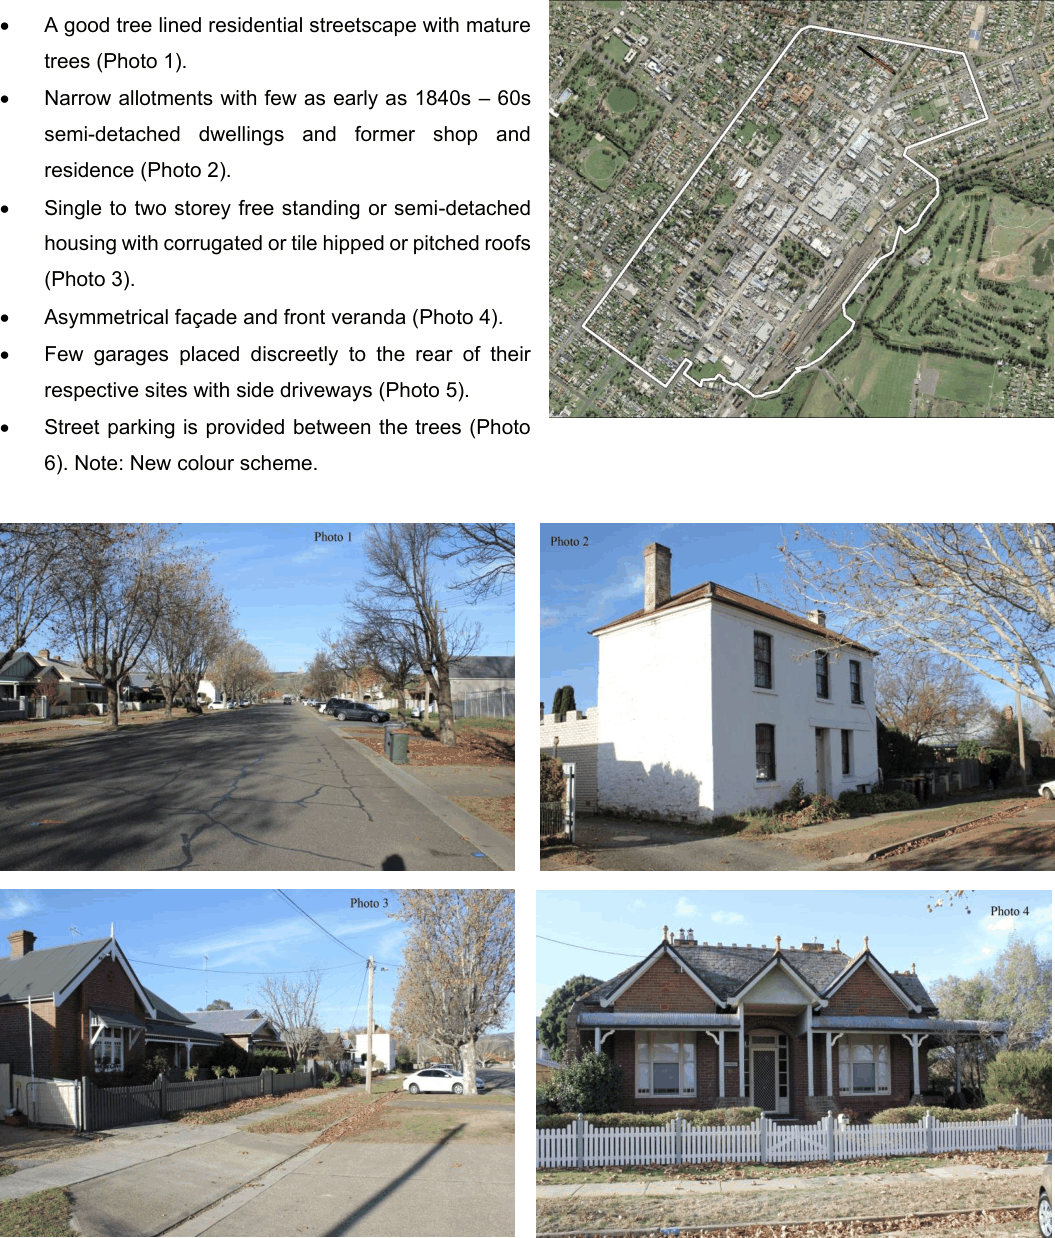 • A good tree lined residential streetscape with mature
trees (Photo 1).
• Narrow allotments with few as early as 1840s – 60s
semi-detached dwellings and former shop and
residence (Photo 2).
• Single to two storey free standing or semi-detached
housing with corrugated or tile hipped or pitched roofs
(Photo 3).
• Asymmetrical façade and front veranda (Photo 4).
• Few garages placed discreetly to the rear of their
respective sites with side driveways (Photo 5).
• Street parking is provided between the trees (Photo
6). Note: New colour scheme.
Photo 1
Photo 2
Photo 3
Photo 4